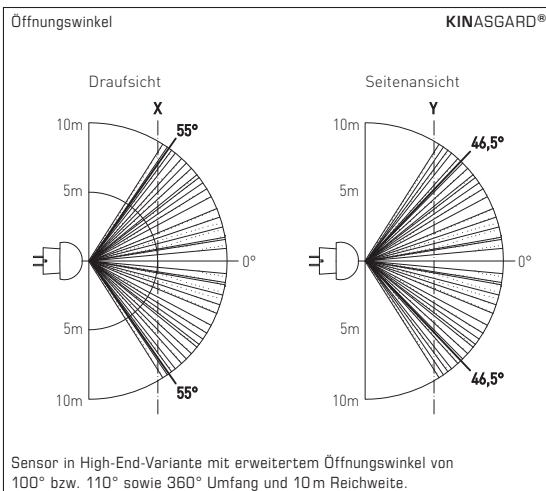 Öffnungswinkel KINASGARD®
Draufsicht Seitenansicht
X Y
10m 55° 10m 46,5°
5m 5m
0° 0°
5m 5m
10m 55° 10m 46,5°
Sensor in High-End-Variante mit erweitertem Öffnungswinkel von
100° bzw. 110° sowie 360° Umfang und 10m Reichweite.